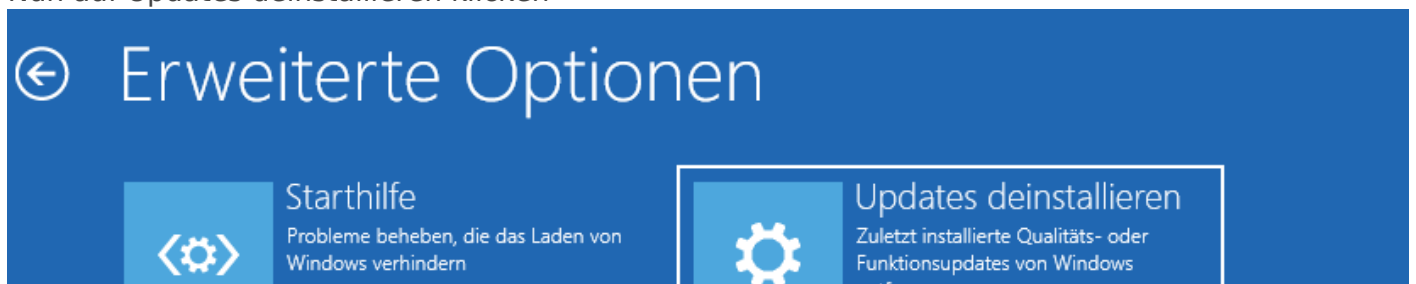 Erweiterte Optionen
Starthilfe
Probleme beheben, die das Laden von
Windows verhindern
Updates deinstallieren
Zuletzt installierte Qualitäts- oder
Funktionsupdates von Windows